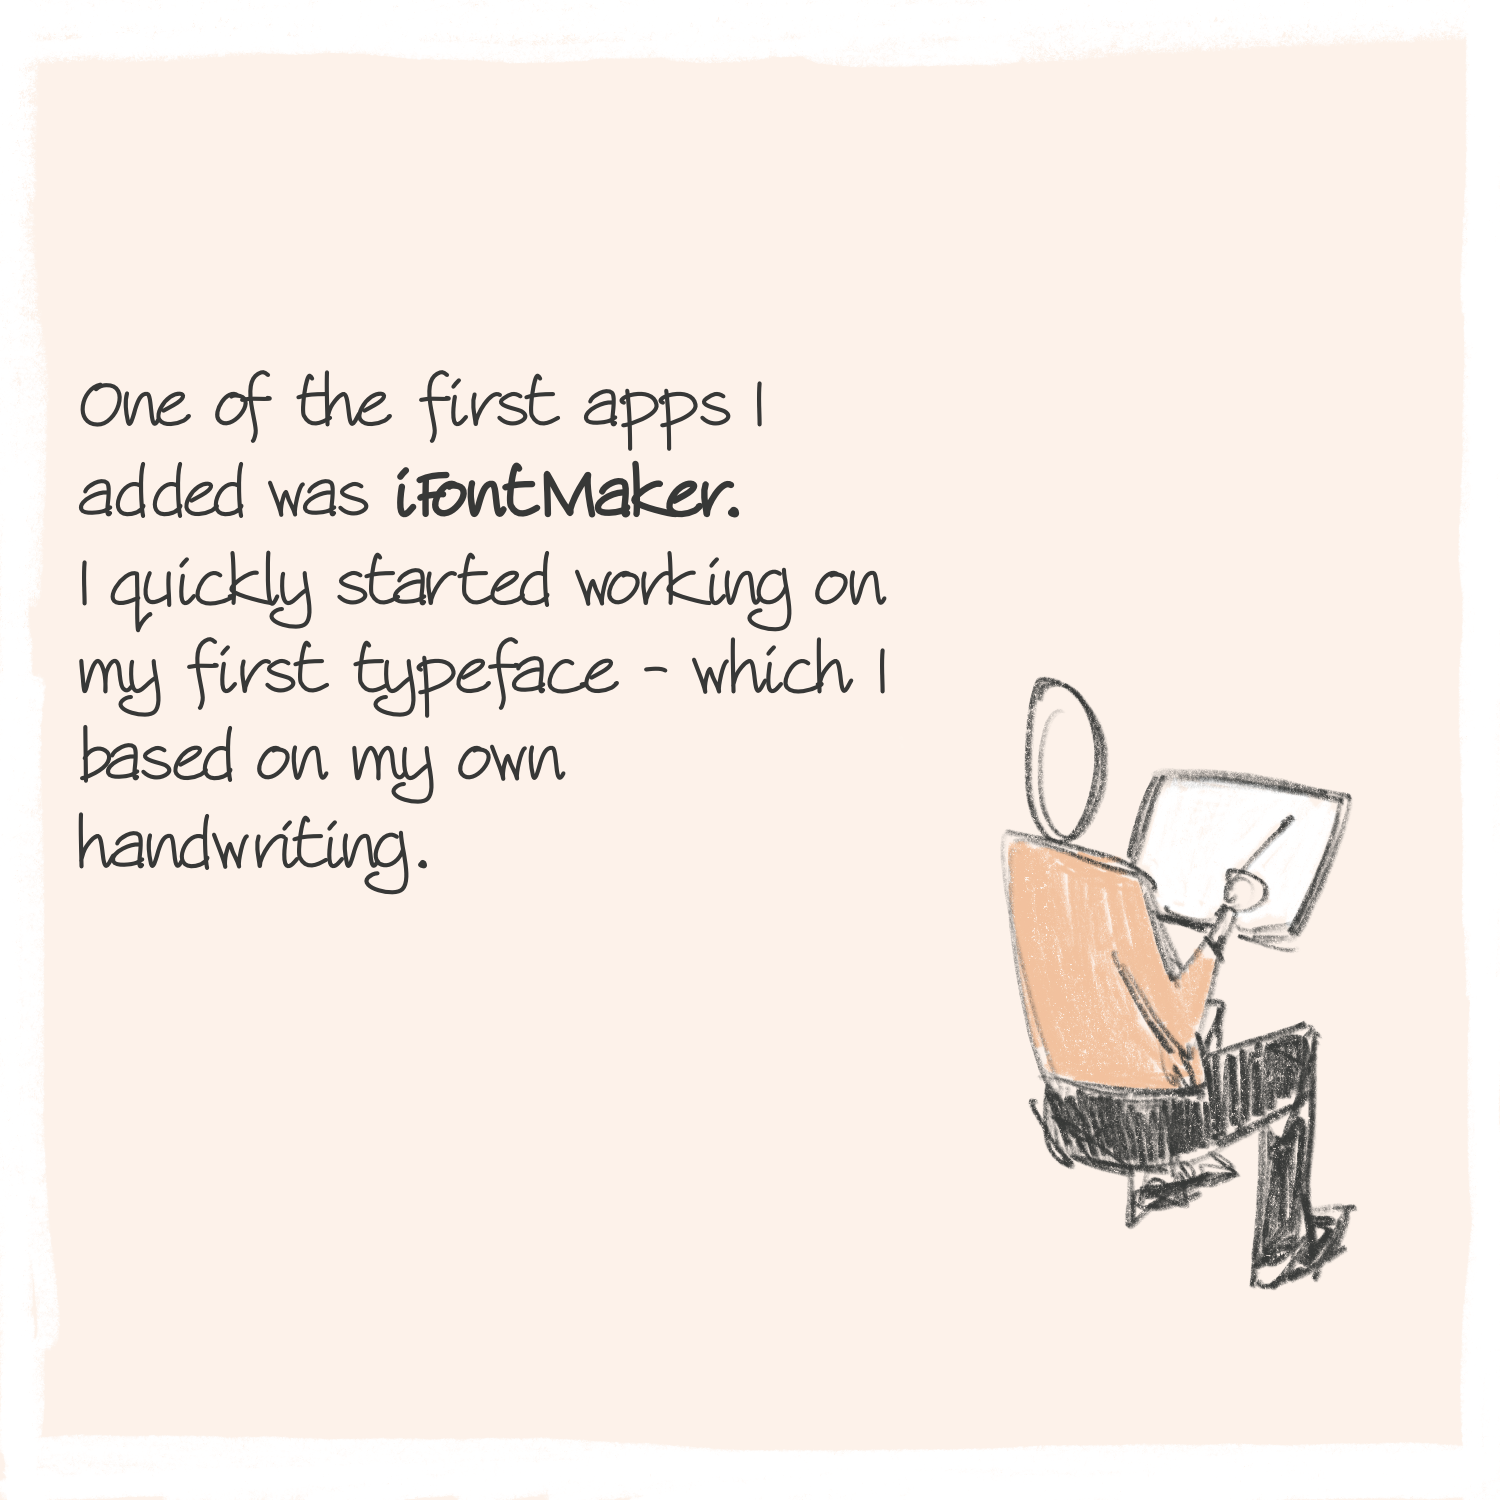 One of the first apps I
added was iFontMaker.
I quickly started working on
my first typeface - which I
based on my own
handwriting.